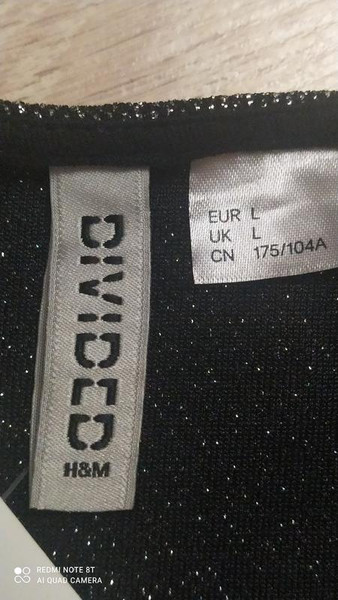 DIVIDED
H&M
EUR L
UK L
CN 175/104A
REDMI NOTE 8T
AI QUAD CAMERA